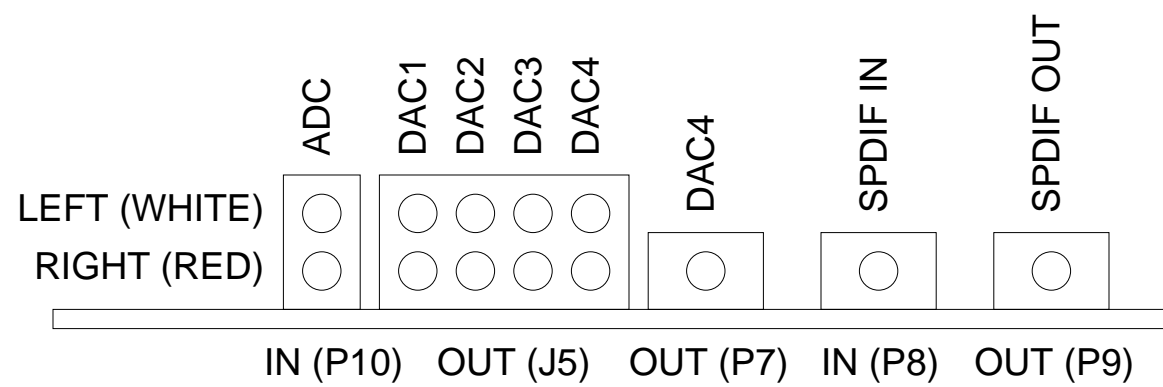 ADC
DAC1
DAC2
DAC3
DAC4
DAC4
SPDIF IN
SPDIF OUT
LEFT (WHITE)
RIGHT (RED)
IN (P10)
OUT (J5)
OUT (P7)
IN (P8)
OUT (P9)